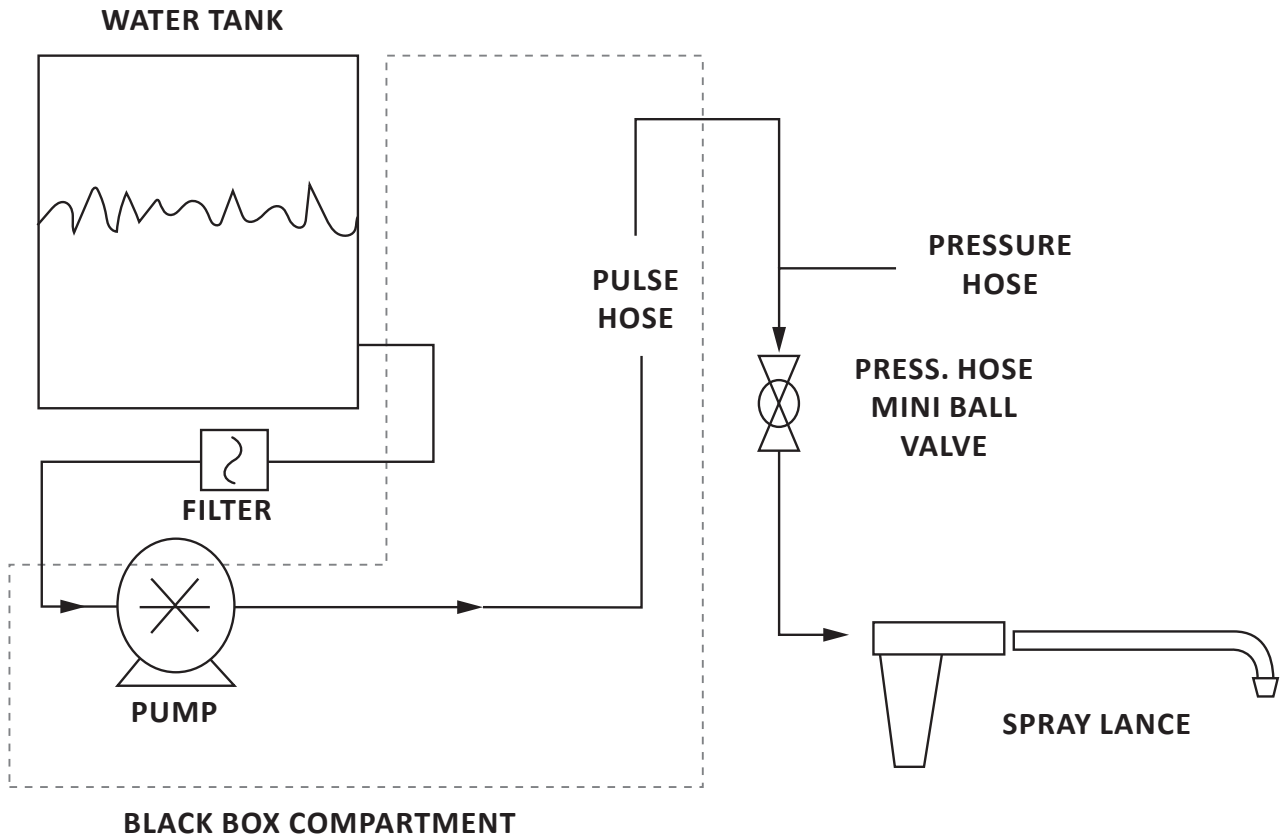 WATER TANK
PULSE
HOSE
PRESSURE
HOSE
PRESS. HOSE
MINI BALL
VALVE
FILTER
PUMP
SPRAY LANCE
BLACK BOX COMPARTMENT